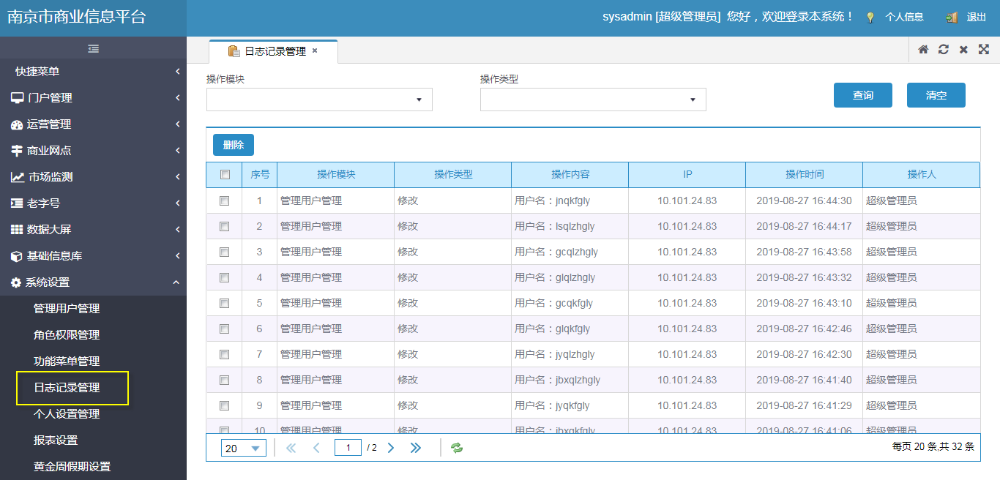 南京市商业信息平台
sysadmin [超级管理员] 您好，欢迎登录本系统！ 个人信息 退出
快捷菜单
门户管理
运营管理
商业网点
市场监测
老字号
数据大屏
基础信息库
系统设置
管理用户管理
角色权限管理
功能菜单管理
日志记录管理
个人设置管理
报表设置
黄金周假期设置
日志记录管理
操作模块 操作类型
查询 清空
删除
序号 操作模块 操作类型 操作内容 IP 操作时间 操作人
1 管理用户管理 修改 用户名：jnqkfgly 10.101.24.83 2019-08-27 16:44:30 超级管理员
2 管理用户管理 修改 用户名：lsqlzhgly 10.101.24.83 2019-08-27 16:44:17 超级管理员
3 管理用户管理 修改 用户名：gcqlzhgly 10.101.24.83 2019-08-27 16:43:58 超级管理员
4 管理用户管理 修改 用户名：glqlzhgly 10.101.24.83 2019-08-27 16:43:32 超级管理员
5 管理用户管理 修改 用户名：gcqkfgly 10.101.24.83 2019-08-27 16:43:10 超级管理员
6 管理用户管理 修改 用户名：glqkfgly 10.101.24.83 2019-08-27 16:42:46 超级管理员
7 管理用户管理 修改 用户名：jyqlzhgly 10.101.24.83 2019-08-27 16:42:30 超级管理员
8 管理用户管理 修改 用户名：jbxqlzhgly 10.101.24.83 2019-08-27 16:41:40 超级管理员
9 管理用户管理 修改 用户名：jyqkfgly 10.101.24.83 2019-08-27 16:41:29 超级管理员
10 管理用户管理 修改 用户名：jbxqkfgly 10.101.24.83 2019-08-27 16:41:06 超级管理员
20 1 / 2 每页 20 条,共 32 条